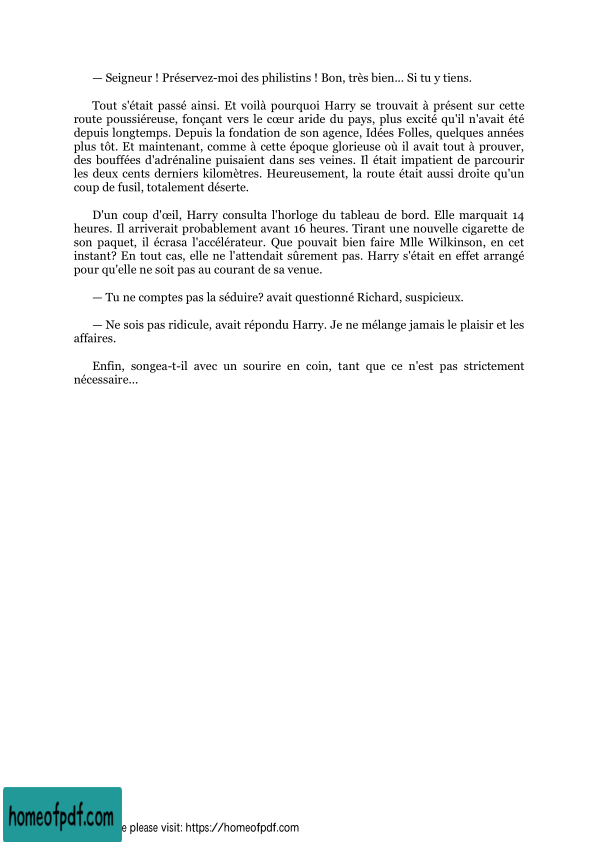 — Seigneur ! Préservez-moi des philistins ! Bon, très bien... Si tu y tiens.
Tout s'était passé ainsi. Et voilà pourquoi Harry se trouvait à présent sur cette
route poussiéreuse, fonçant vers le cœur aride du pays, plus excité qu'il n'avait été
depuis longtemps. Depuis la fondation de son agence, Idées Folles, quelques années
plus tôt. Et maintenant, comme à cette époque glorieuse où il avait tout à prouver,
des bouffées d'adrénaline puisaient dans ses veines. Il était impatient de parcourir
les deux cents derniers kilomètres. Heureusement, la route était aussi droite qu'un
coup de fusil, totalement déserte.
D'un coup d'œil, Harry consulta l'horloge du tableau de bord. Elle marquait 14
heures. Il arriverait probablement avant 16 heures. Tirant une nouvelle cigarette de
son paquet, il écrasa l'accélérateur. Que pouvait bien faire Mlle Wilkinson, en cet
instant? En tout cas, elle ne l'attendait sûrement pas. Harry s'était en effet arrangé
pour qu'elle ne soit pas au courant de sa venue.
— Tu ne comptes pas la séduire? avait questionné Richard, suspicieux.
— Ne sois pas ridicule, avait répondu Harry. Je ne mélange jamais le plaisir et les
affaires.
Enfin, songea-t-il avec un sourire en coin, tant que ce n'est pas strictement
nécessaire...
homeofpdf.com
e please visit: https://homeofpdf.com